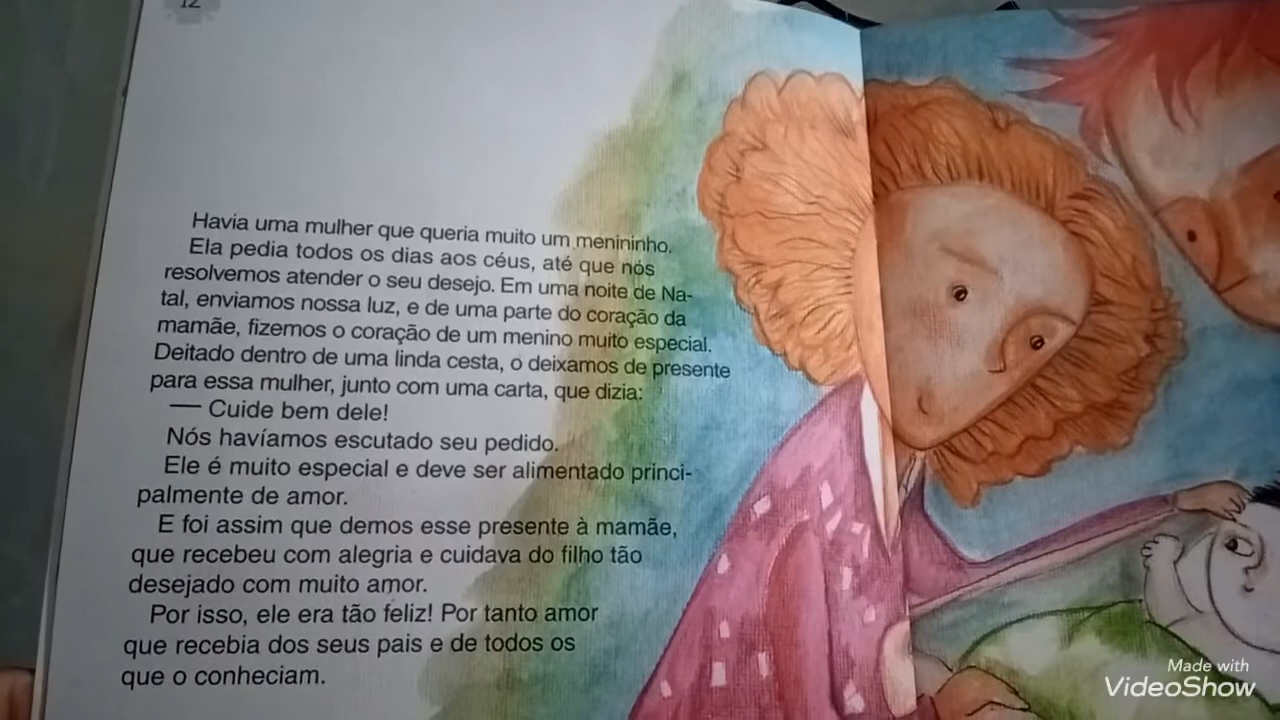 12
Havia uma mulher que queria muito um menininho.
Ela pedia todos os dias aos céus, até que nós
resolvemos atender o seu desejo. Em uma noite de Na-
tal, enviamos nossa luz, e de uma parte do coração da
mamãe, fizemos o coração de um menino muito especial.
Deitado dentro de uma linda cesta, o deixamos de presente
para essa mulher, junto com uma carta, que dizia:
— Cuide bem dele!
Nós havíamos escutado seu pedido.
Ele é muito especial e deve ser alimentado princi-
palmente de amor.
E foi assim que demos esse presente à mamãe,
que recebeu com alegria e cuidava do filho tão
desejado com muito amor.
Por isso, ele era tão feliz! Por tanto amor
que recebia dos seus pais e de todos os
que o conheciam.
Made with
VideoShow